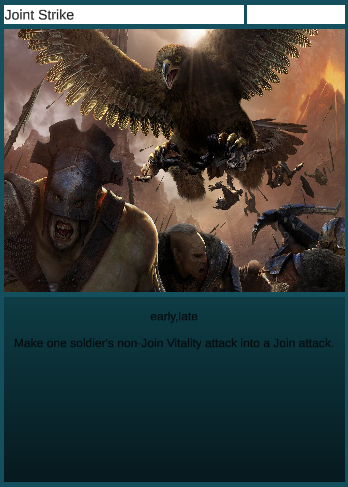 Joint Strike
early,late
Make one soldier's non-Join Vitality attack into a Join attack.